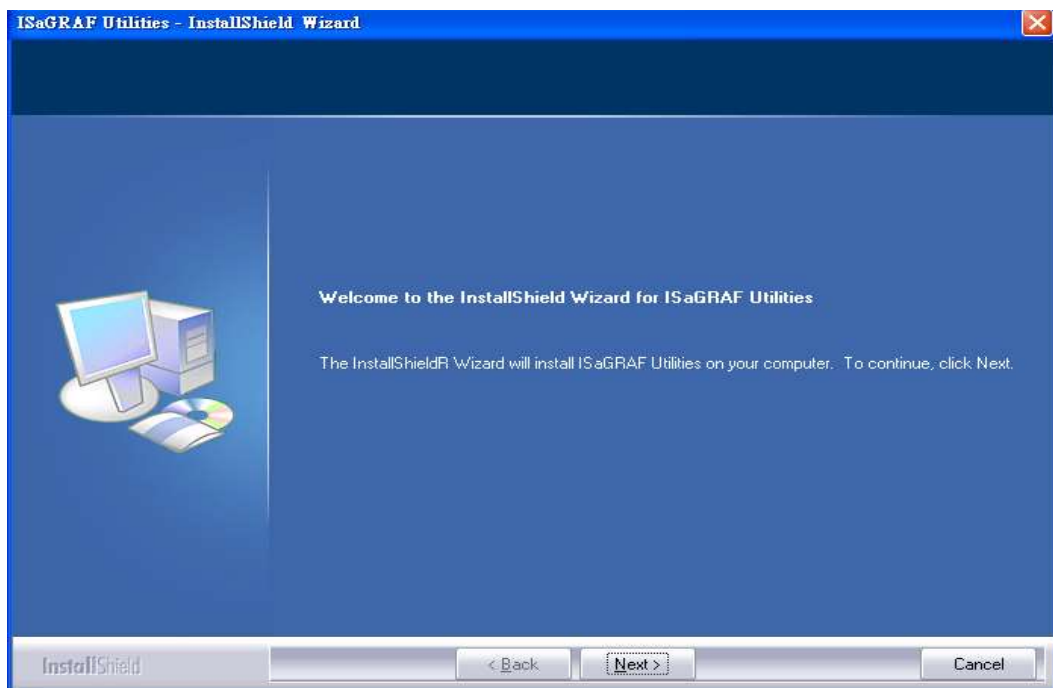 ISaGRAF Utilities - InstallShield Wizard
Welcome to the InstallShield Wizard for ISaGRAF Utilities
The InstallShieldR Wizard will install ISaGRAF Utilities on your computer. To continue, click Next.
InstallShield
< Back Next > Cancel